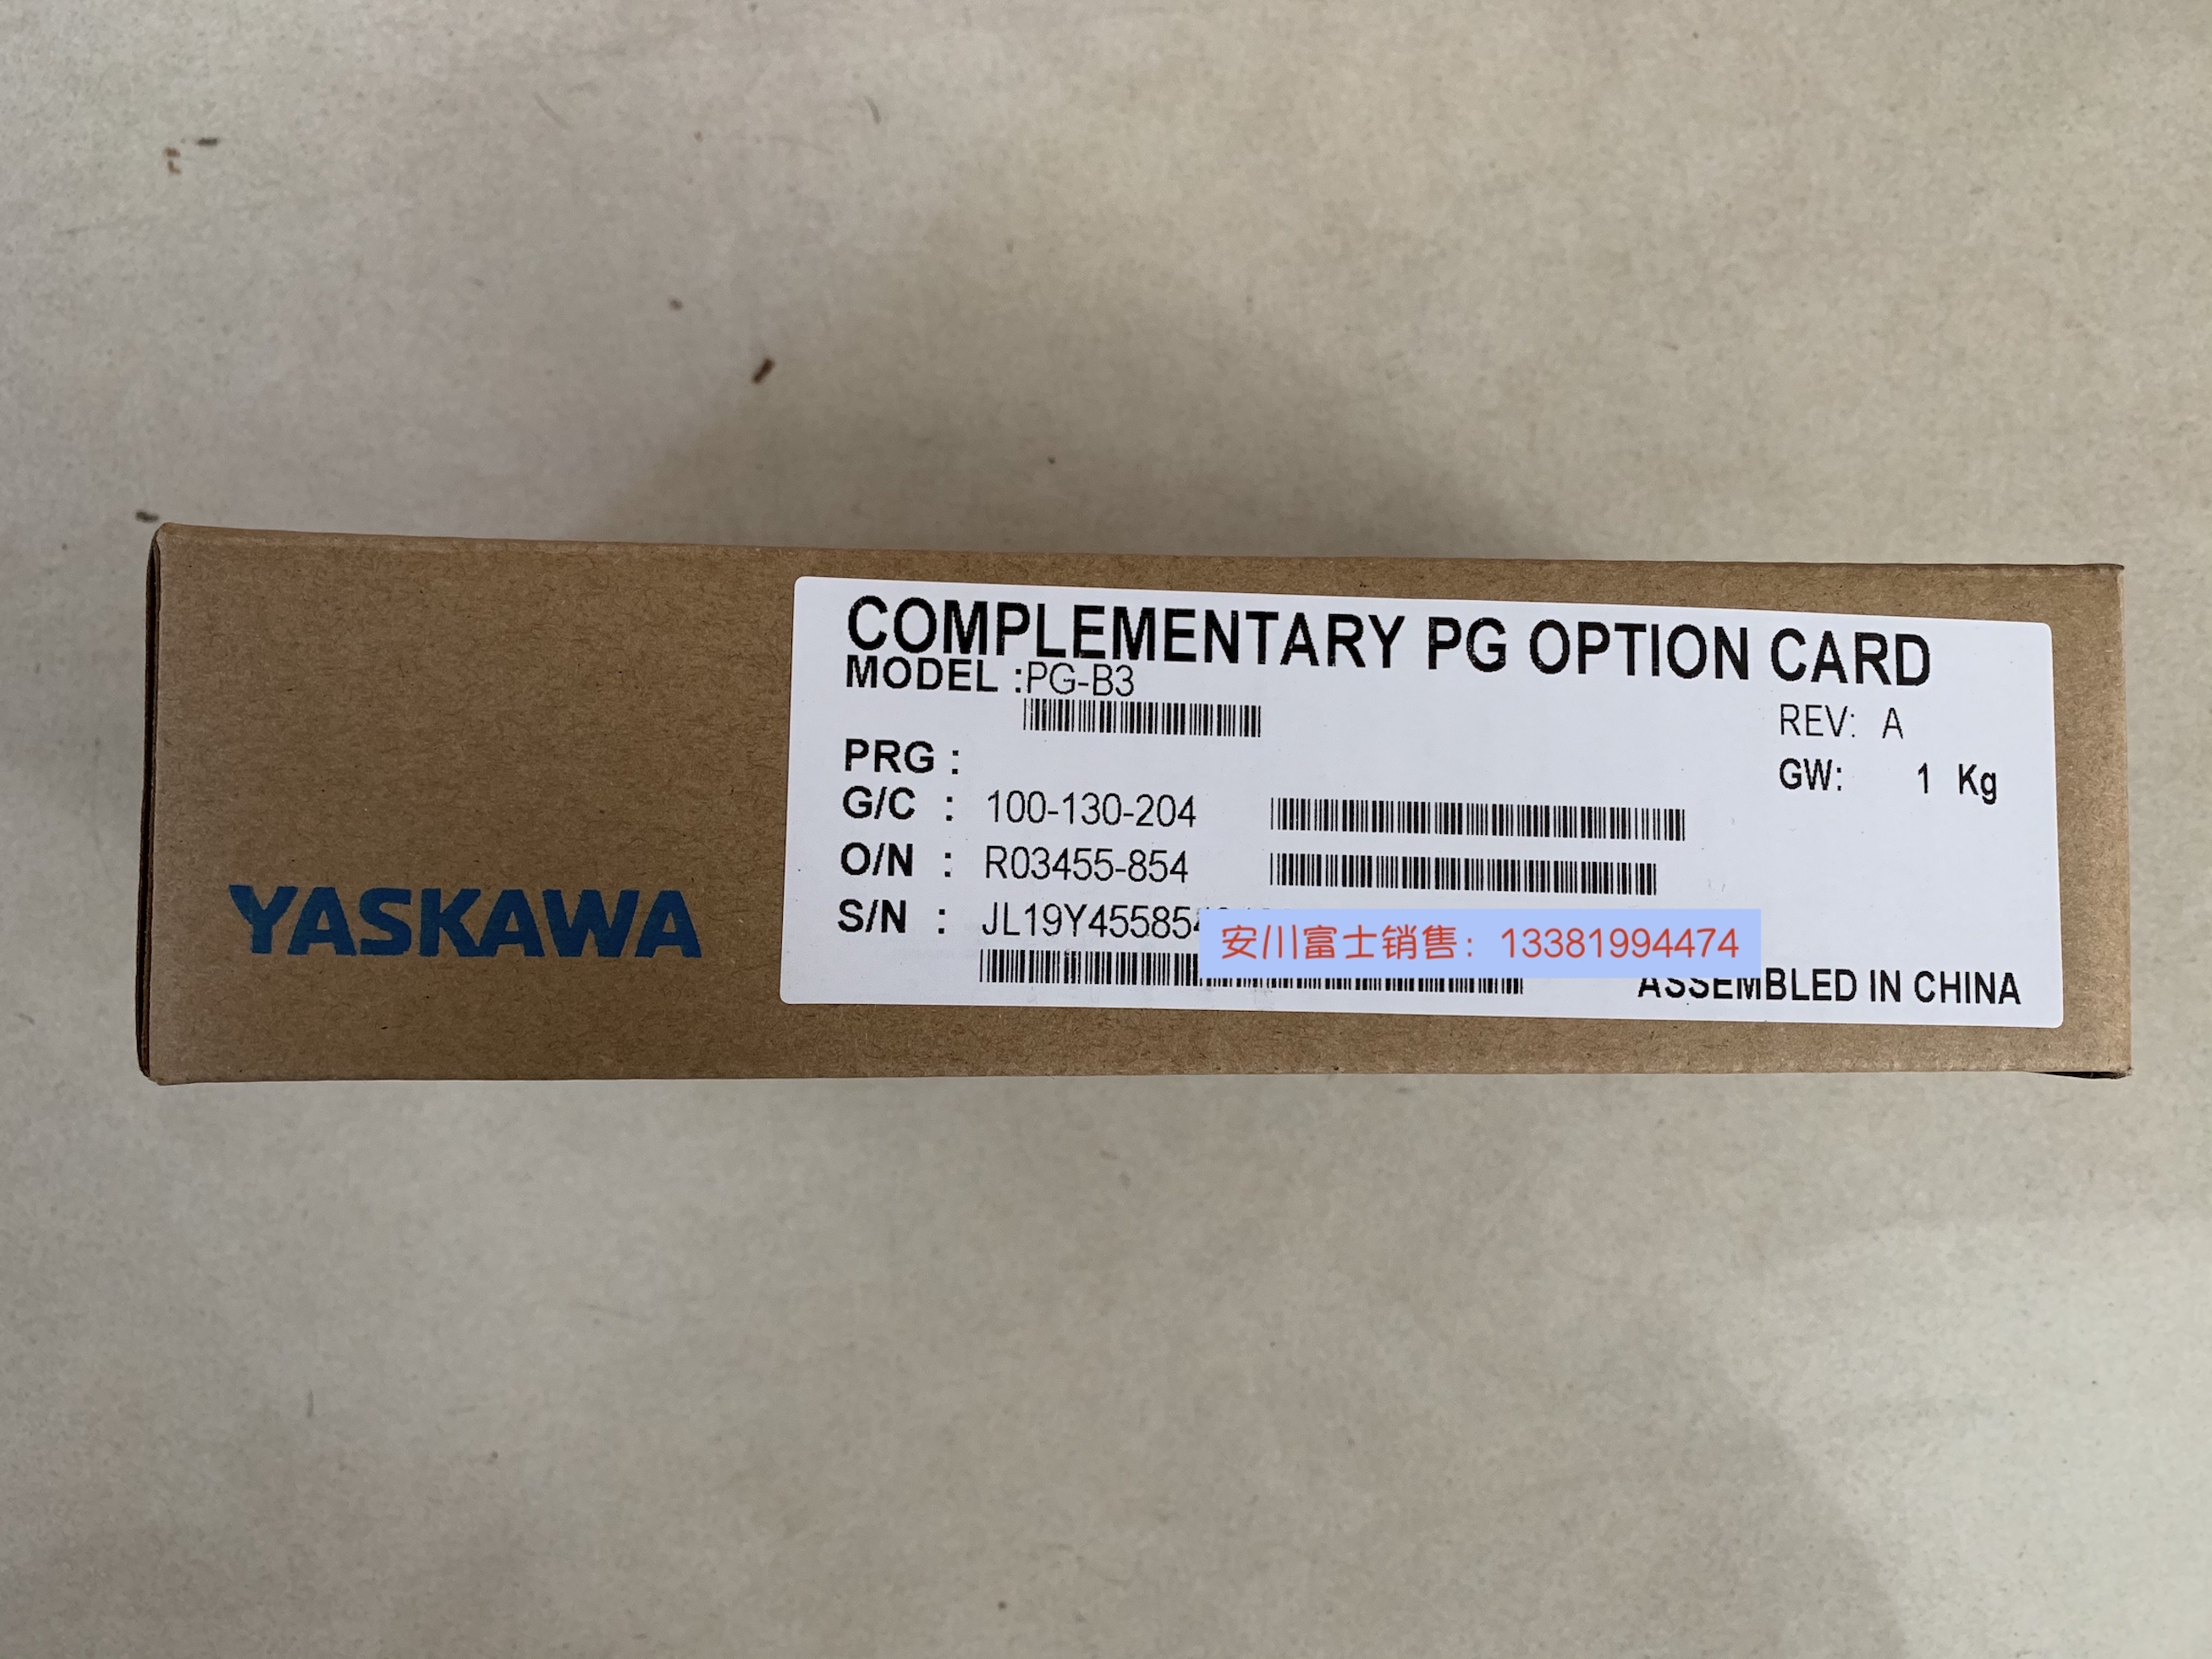 COMPLEMENTARY PG OPTION CARD
MODEL :PG-B3
REV: A
PRG :
GW: 1 Kg
G/C : 100-130-204
O/N : R03455-854
S/N :
安川富士销售：13381994474
YASKAWA
ASSEMBLED IN CHINA